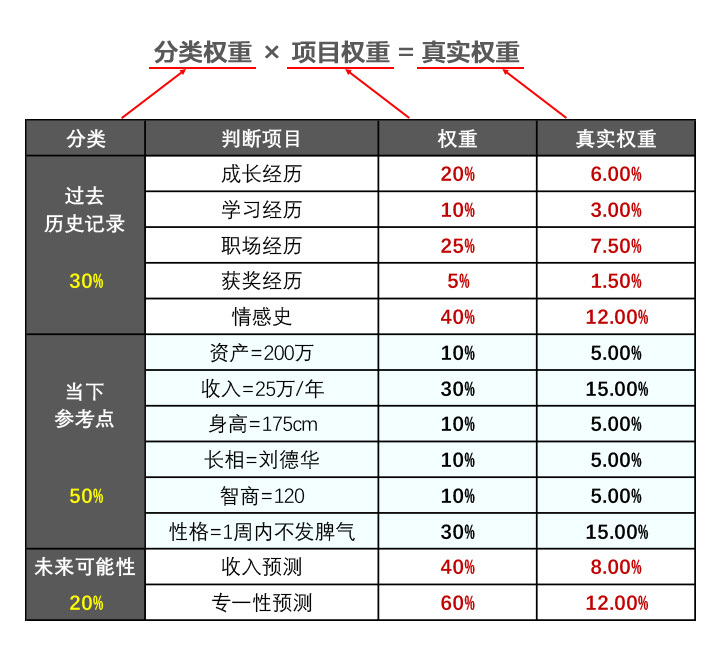 分类权重 × 项目权重 = 真实权重
分类 判断项目 权重 真实权重
过去
历史记录
30%
成长经历 20% 6.00%
学习经历 10% 3.00%
职场经历 25% 7.50%
获奖经历 5% 1.50%
情感史 40% 12.00%
当下
参考点
50%
资产=200万 10% 5.00%
收入=25万/年 30% 15.00%
身高=175cm 10% 5.00%
长相=刘德华 10% 5.00%
智商=120 10% 5.00%
性格=1周内不发脾气 30% 15.00%
未来可能性
20%
收入预测 40% 8.00%
专一性预测 60% 12.00%